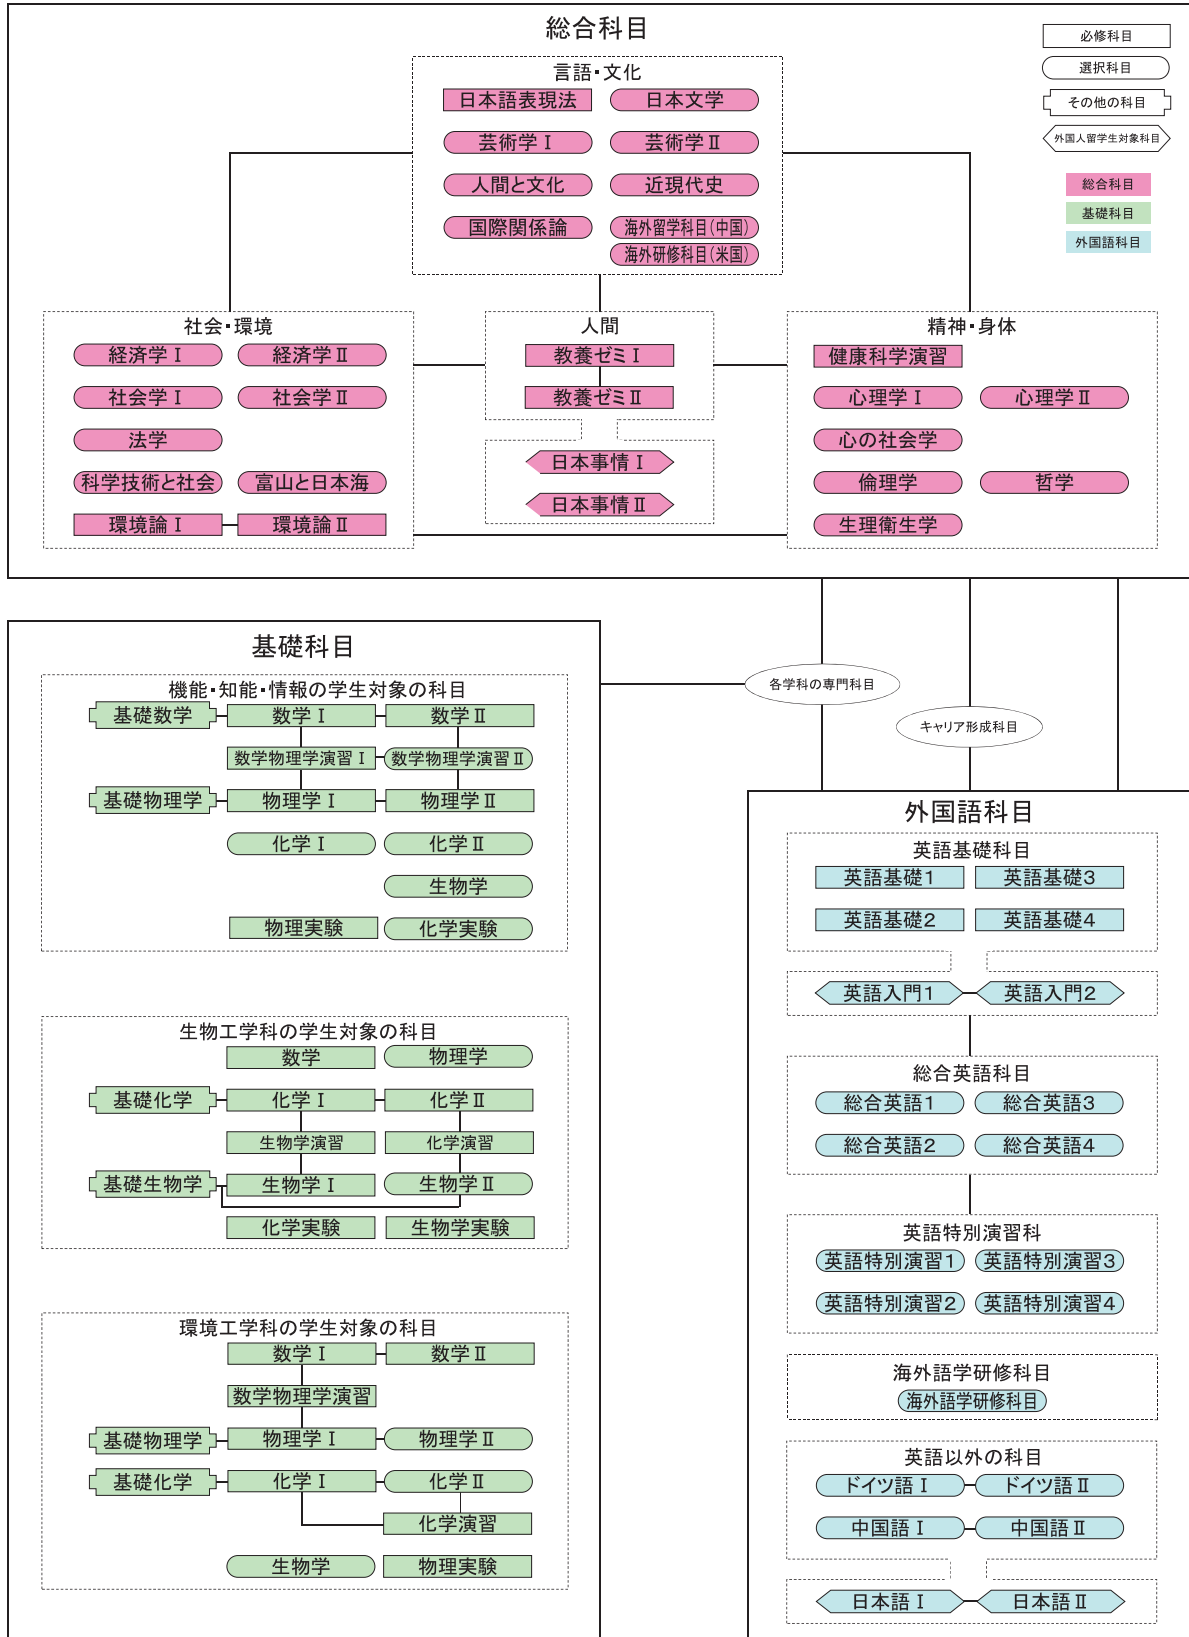 総合科目
必修科目
選択科目
その他の科目
外国人留学生対象科目
総合科目
基礎科目
外国語科目
言語・文化
日本語表現法 日本文学
芸術学Ⅰ 芸術学Ⅱ
人間と文化 近現代史
国際関係論 海外留学科目(中国)
海外研修科目(米国)
社会・環境
経済学Ⅰ 経済学Ⅱ
社会学Ⅰ 社会学Ⅱ
法学
科学技術と社会 富山と日本海
環境論Ⅰ 環境論Ⅱ
人間
教養ゼミⅠ
教養ゼミⅡ
日本事情Ⅰ
日本事情Ⅱ
精神・身体
健康科学演習
心理学Ⅰ 心理学Ⅱ
心の社会学
倫理学 哲学
生理衛生学
各学科の専門科目
キャリア形成科目
基礎科目
機能・知能・情報の学生対象の科目
基礎数学 数学Ⅰ 数学Ⅱ
数学物理学演習Ⅰ 数学物理学演習Ⅱ
基礎物理学 物理学Ⅰ 物理学Ⅱ
化学Ⅰ 化学Ⅱ
生物学
物理実験 化学実験
生物工学科の学生対象の科目
数学 物理学
基礎化学 化学Ⅰ 化学Ⅱ
生物学演習 化学演習
基礎生物学 生物学Ⅰ 生物学Ⅱ
化学実験 生物学実験
環境工学科の学生対象の科目
数学Ⅰ 数学Ⅱ
数学物理学演習
基礎物理学 物理学Ⅰ 物理学Ⅱ
基礎化学 化学Ⅰ 化学Ⅱ
化学演習
生物学 物理実験
外国語科目
英語基礎科目
英語基礎1 英語基礎3
英語基礎2 英語基礎4
英語入門1 英語入門2
総合英語科目
総合英語1 総合英語3
総合英語2 総合英語4
英語特別演習科
英語特別演習1 英語特別演習3
英語特別演習2 英語特別演習4
海外語学研修科目
海外語学研修科目
英語以外の科目
ドイツ語Ⅰ ドイツ語Ⅱ
中国語Ⅰ 中国語Ⅱ
日本語Ⅰ 日本語Ⅱ